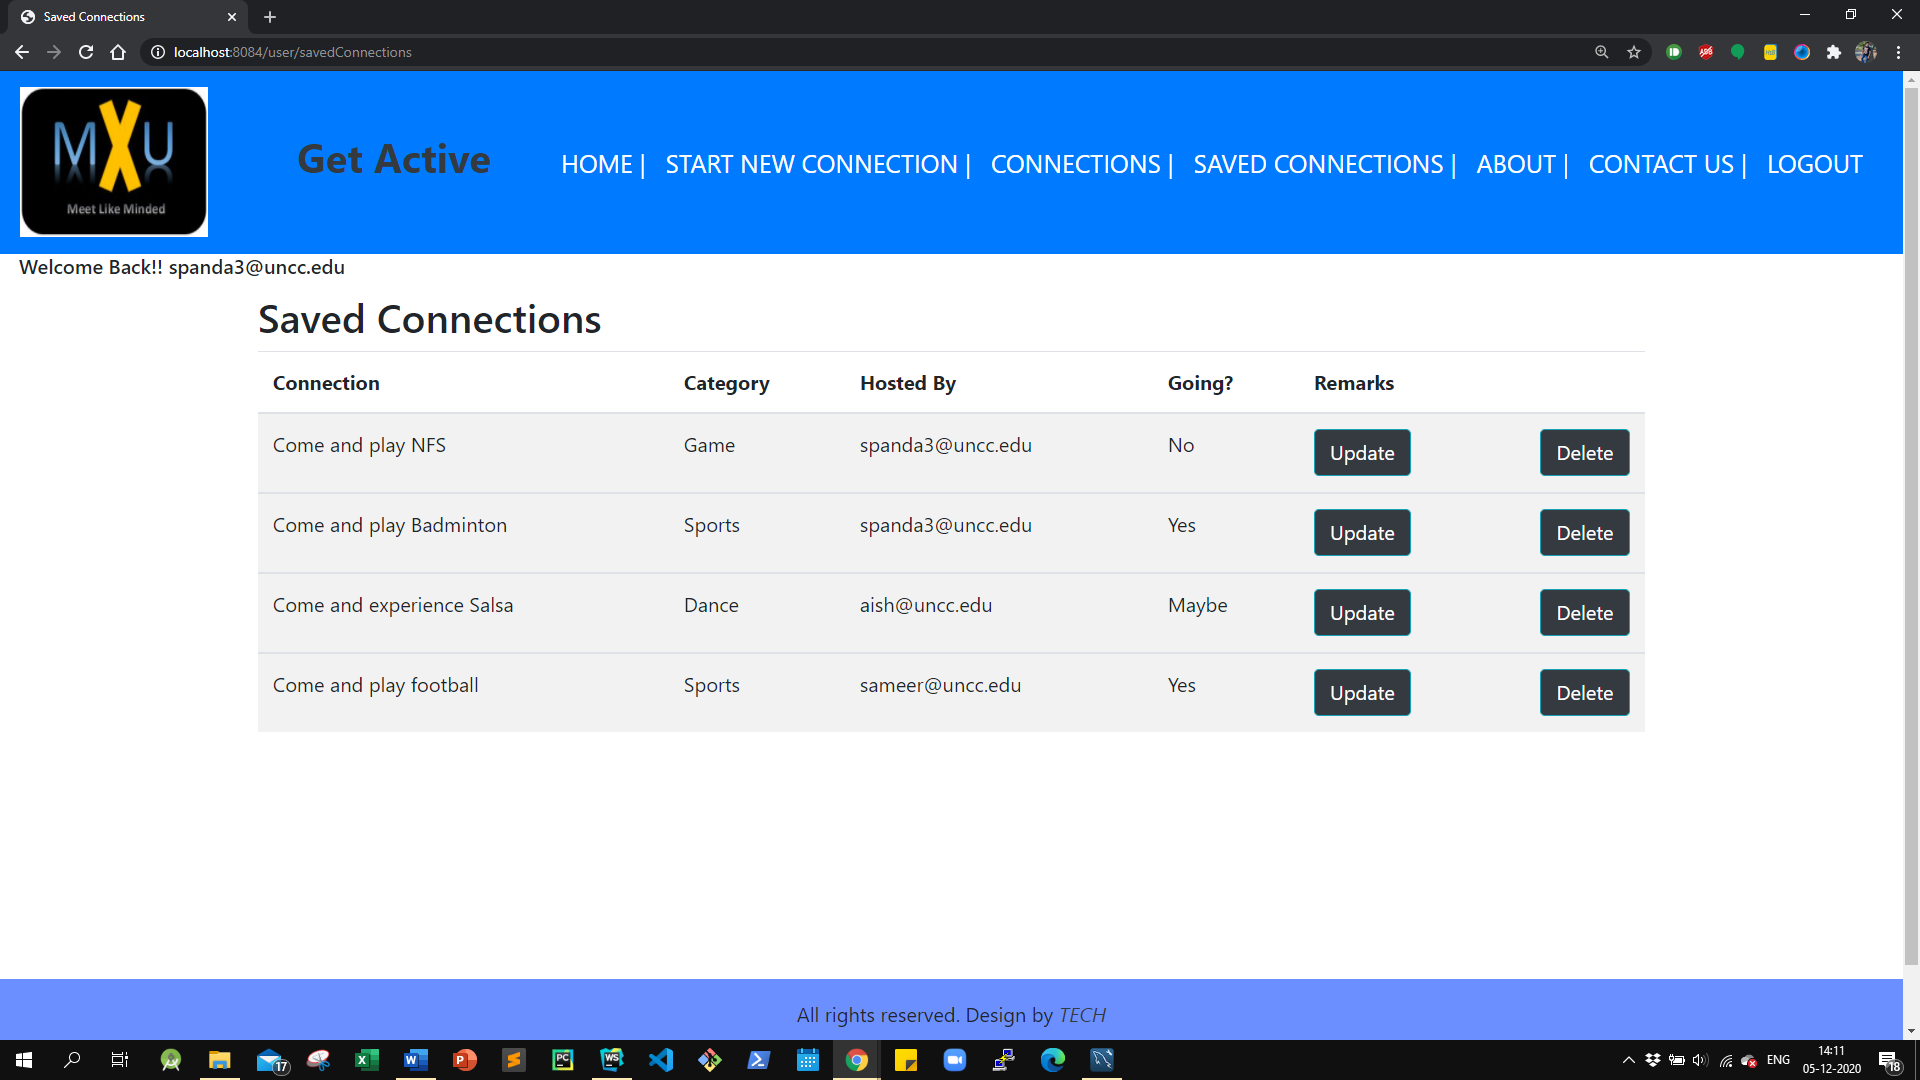 Saved Connections
localhost:8084/user/savedConnections
MXU
Meet Like Minded
Get Active
HOME | START NEW CONNECTION | CONNECTIONS | SAVED CONNECTIONS | ABOUT | CONTACT US | LOGOUT
Welcome Back!! spanda3@uncc.edu
Saved Connections
Connection Category Hosted By Going? Remarks
Come and play NFS Game spanda3@uncc.edu No Update Delete
Come and play Badminton Sports spanda3@uncc.edu Yes Update Delete
Come and experience Salsa Dance aish@uncc.edu Maybe Update Delete
Come and play football Sports sameer@uncc.edu Yes Update Delete
All rights reserved. Design by TECH
17
ENG
14:11
05-12-2020
18